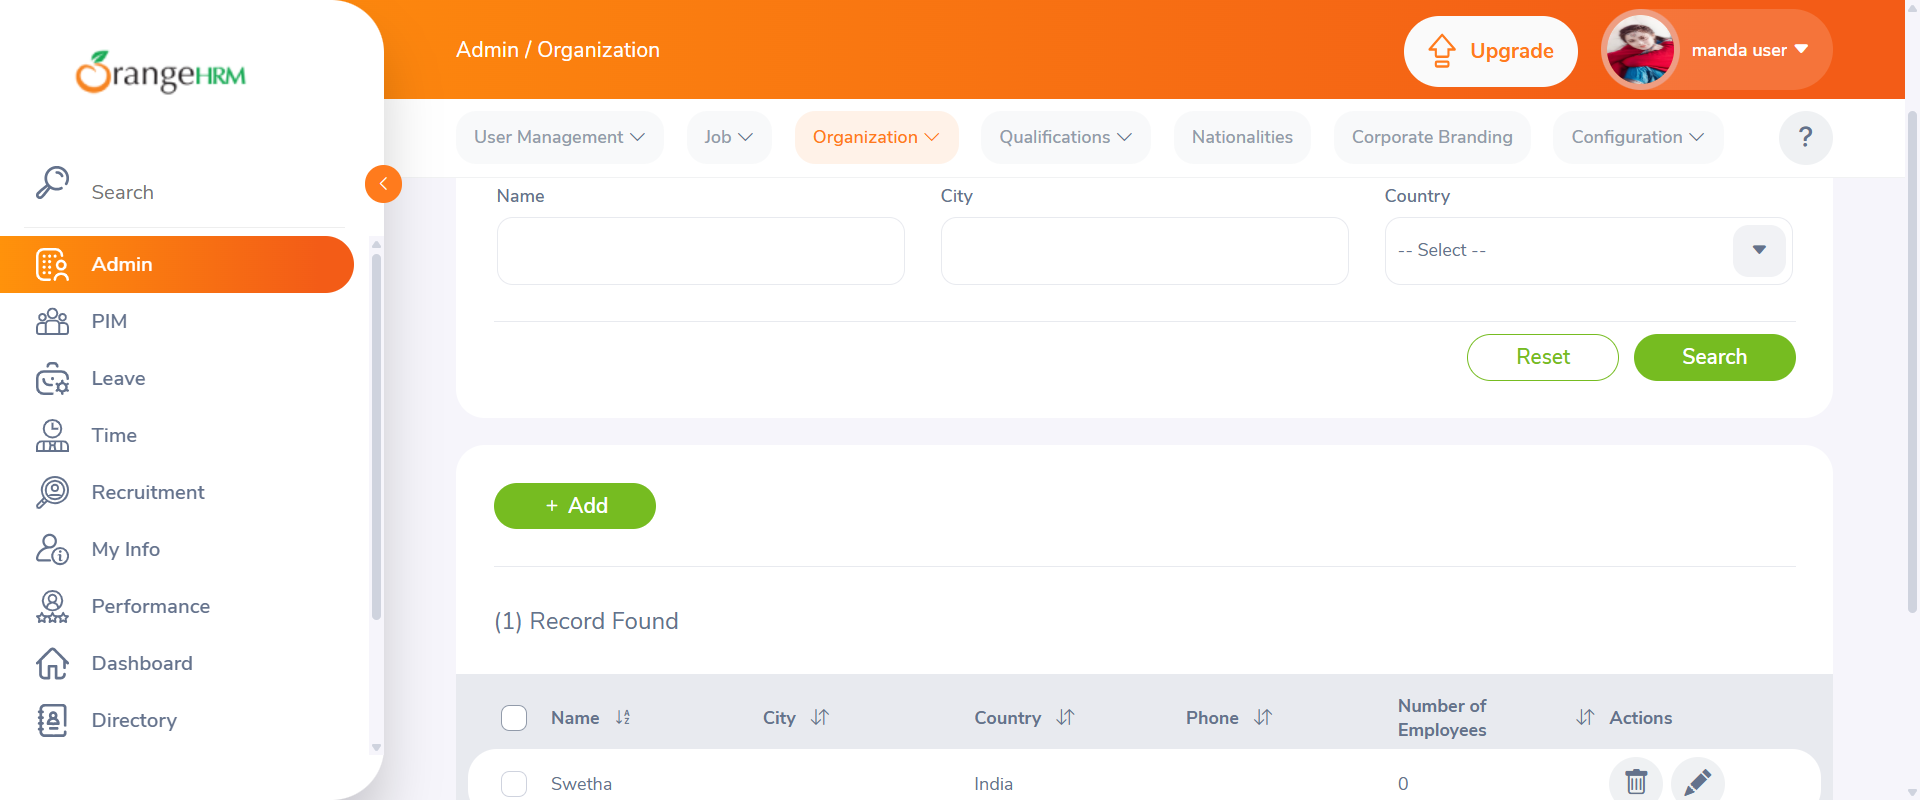 OrangeHRM
Admin / Organization
Upgrade
manda user
User Management
Job
Organization
Qualifications
Nationalities
Corporate Branding
Configuration
?
Search
Admin
PIM
Leave
Time
Recruitment
My Info
Performance
Dashboard
Directory
Name
City
Country
-- Select --
Reset
Search
+ Add
(1) Record Found
Name
City
Country
Phone
Number of
Employees
Actions
Swetha
India
0